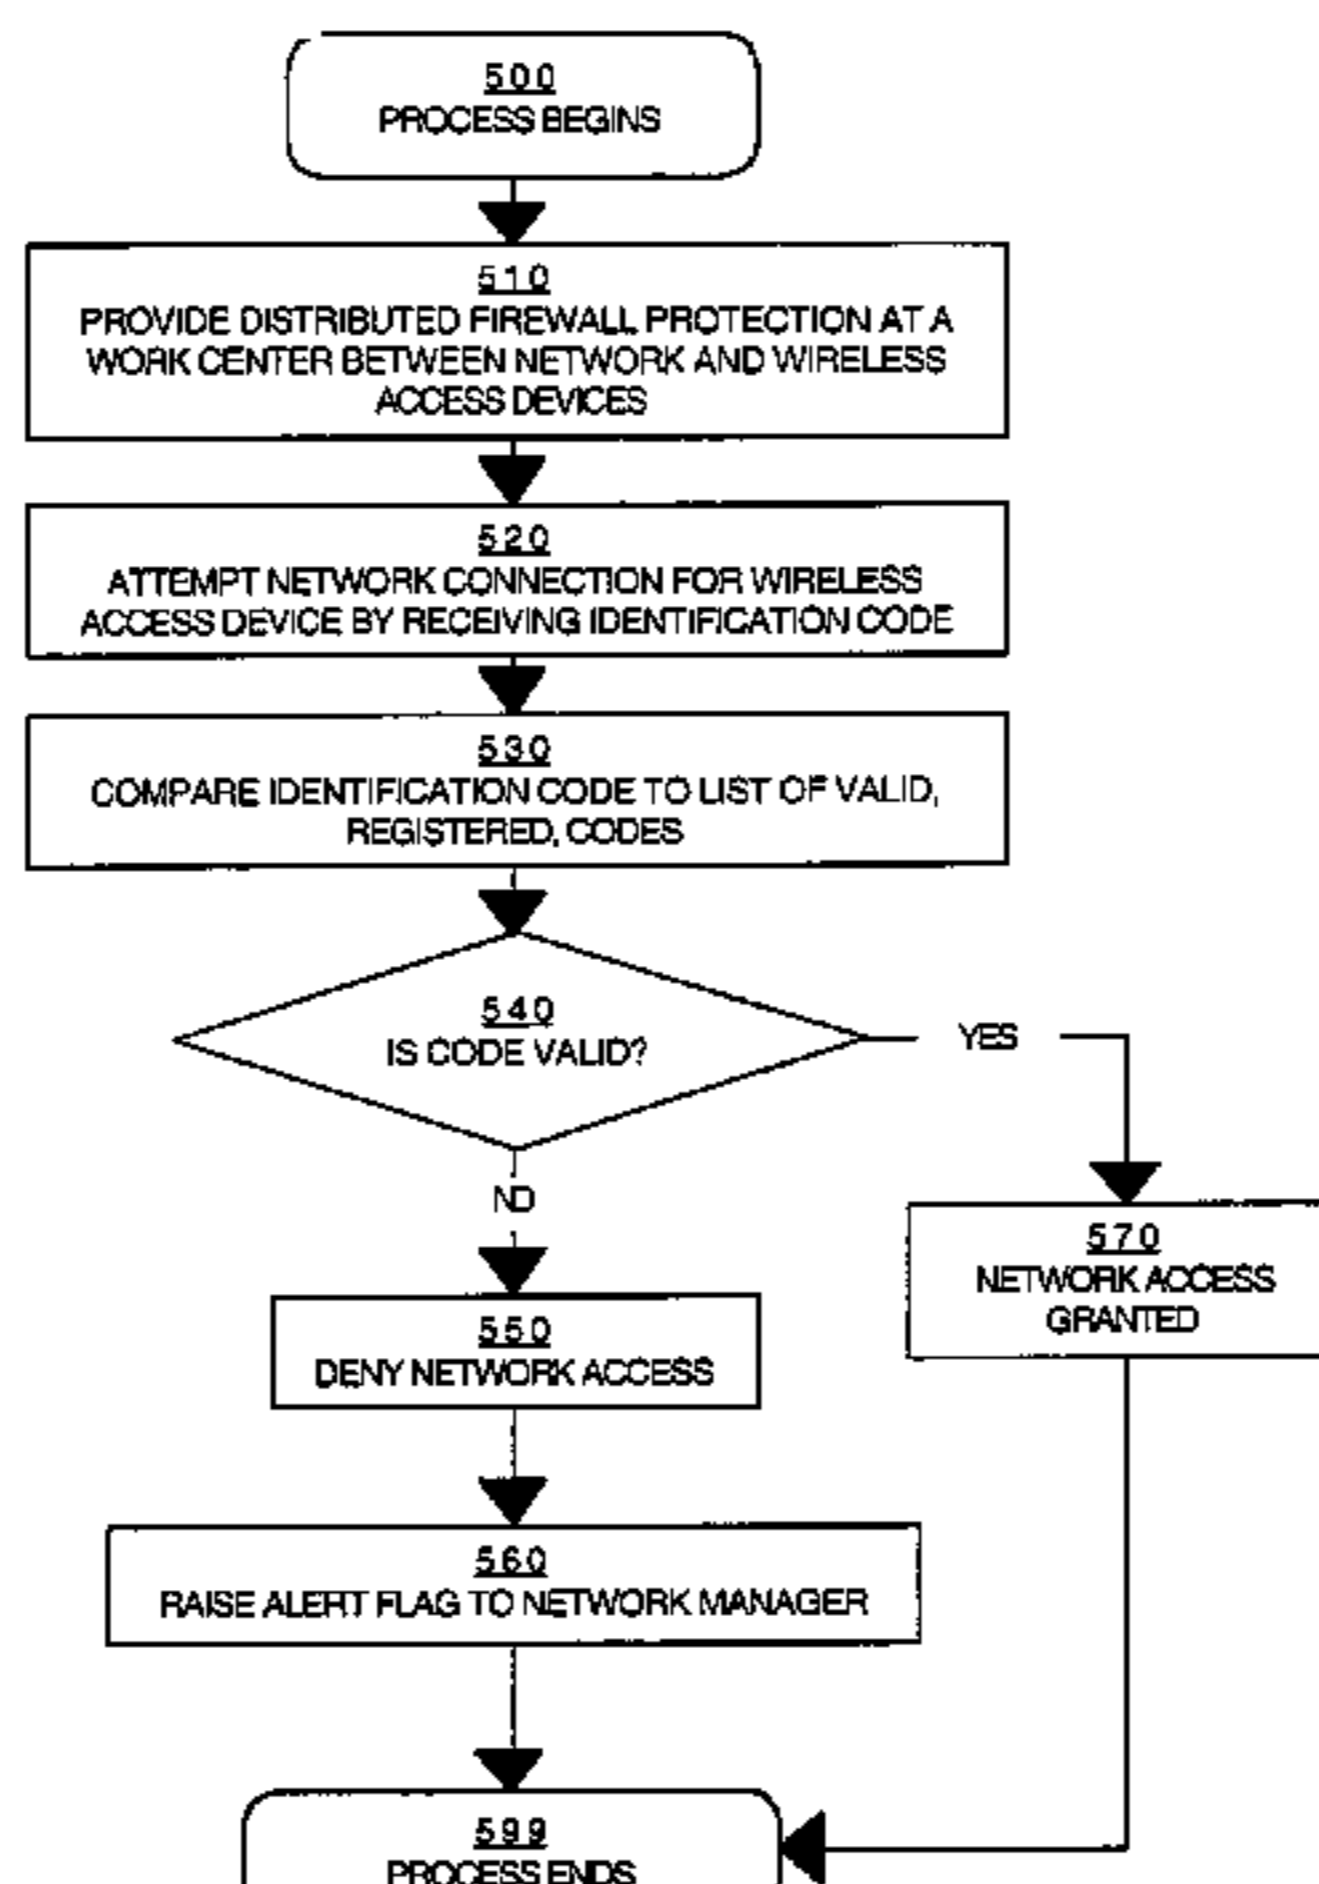 500
PROCESS BEGINS
510
PROVIDE DISTRIBUTED FIREWALL PROTECTION AT A
WORK CENTER BETWEEN NETWORK AND WIRELESS
ACCESS DEVICES
520
ATTEMPT NETWORK CONNECTION FOR WIRELESS
ACCESS DEVICE BY RECEIVING IDENTIFICATION CODE
530
COMPARE IDENTIFICATION CODE TO LIST OF VALID,
REGISTERED, CODES
540
IS CODE VALID?
YES
NO
570
NETWORK ACCESS
GRANTED
550
DENY NETWORK ACCESS
560
RAISE ALERT FLAG TO NETWORK MANAGER
599
PROCESS ENDS